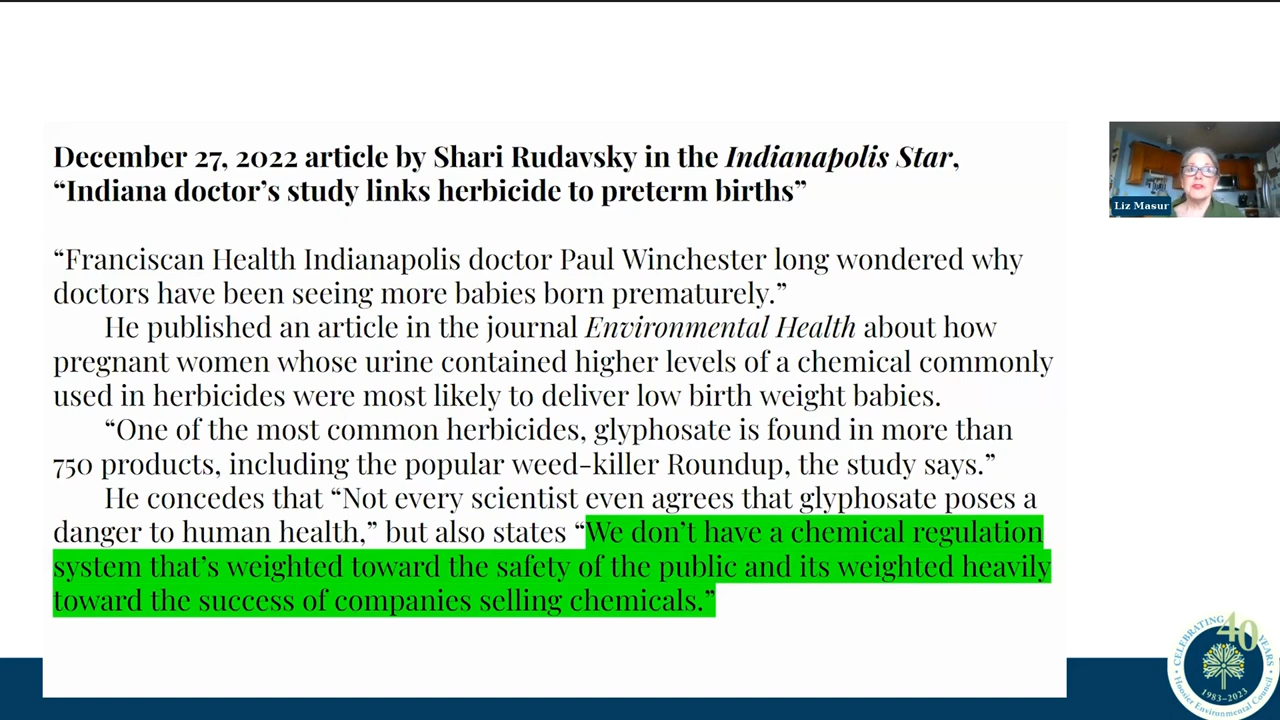 December 27, 2022 article by Shari Rudavsky in the Indianapolis Star,
“Indiana doctor’s study links herbicide to preterm births”
“Franciscan Health Indianapolis doctor Paul Winchester long wondered why
doctors have been seeing more babies born prematurely.”
He published an article in the journal Environmental Health about how
pregnant women whose urine contained higher levels of a chemical commonly
used in herbicides were most likely to deliver low birth weight babies.
“One of the most common herbicides, glyphosate is found in more than
750 products, including the popular weed-killer Roundup, the study says.”
He concedes that “Not every scientist even agrees that glyphosate poses a
danger to human health,” but also states “We don’t have a chemical regulation
system that’s weighted toward the safety of the public and its weighted heavily
toward the success of companies selling chemicals.”
Liz Masur
CELEBRATING 40 YEARS
1983–2023
Hoosier Environmental Council